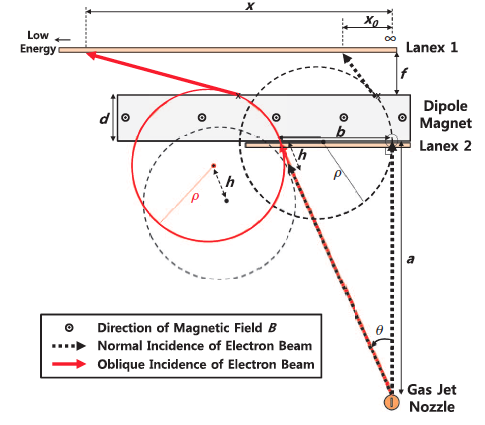 x
Low
Energy
x₀
∞
Lanex 1
f
d
Dipole
Magnet
b
Lanex 2
h
ρ
h
ρ
a
θ
Direction of Magnetic Field B
Normal Incidence of Electron Beam
Oblique Incidence of Electron Beam
Gas Jet
Nozzle